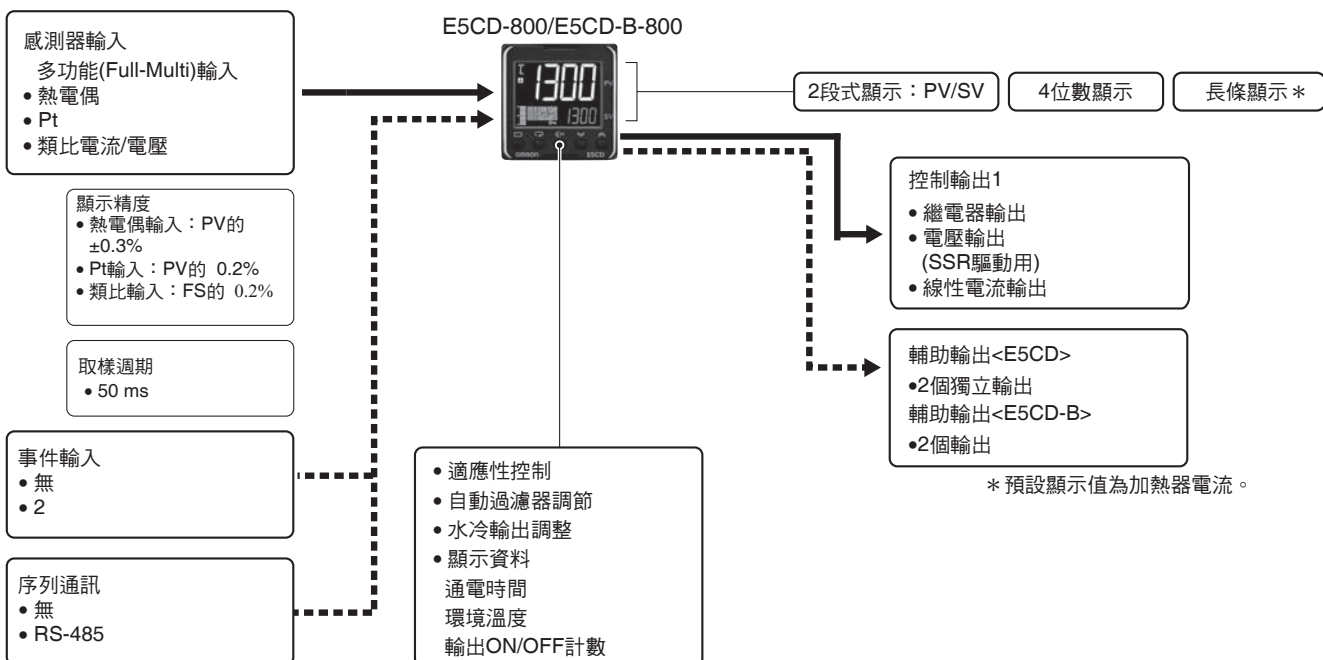 E5CD-800/E5CD-B-800
感測器輸入
多功能(Full-Multi)輸入
• 熱電偶
• Pt
• 類比電流/電壓
顯示精度
• 熱電偶輸入：PV的
±0.3%
• Pt輸入：PV的 0.2%
• 類比輸入：FS的 0.2%
取樣週期
• 50 ms
事件輸入
• 無
• 2
序列通訊
• 無
• RS-485
1300
PV
1300
SV
OMRON
E5CD
2段式顯示：PV/SV
4位數顯示
長條顯示＊
控制輸出1
• 繼電器輸出
• 電壓輸出
(SSR驅動用)
• 線性電流輸出
輔助輸出<E5CD>
•2個獨立輸出
輔助輸出<E5CD-B>
•2個輸出
＊預設顯示值為加熱器電流。
• 適應性控制
• 自動過濾器調節
• 水冷輸出調整
• 顯示資料
通電時間
環境溫度
輸出ON/OFF計數